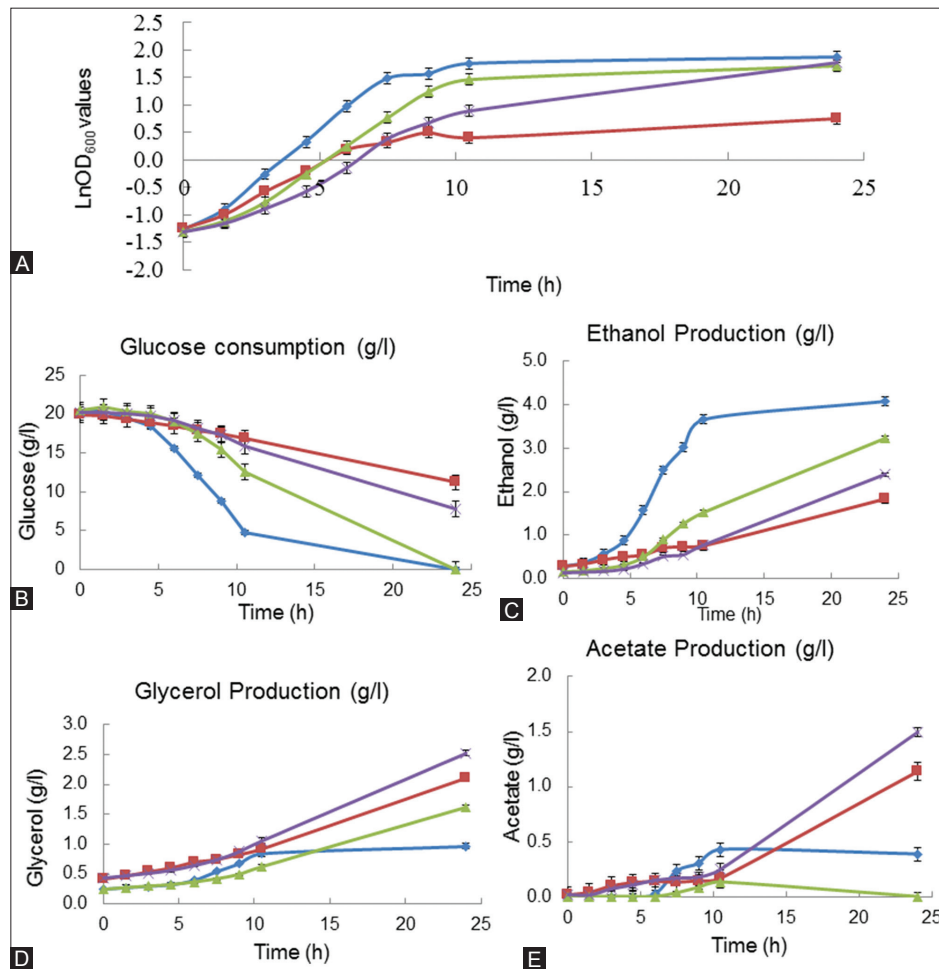 2.5
2.0
1.5
1.0
0.5
0.0
-0.5
-1.0
-1.5
-2.0
LnOD600 values
0 5 10 15 20 25
Time (h)
A
Glucose consumption (g/l)
25
20
15
10
5
0
Glucose (g/l)
0 5 10 15 20 25
Time (h)
B
Ethanol Production (g/l)
5.0
4.0
3.0
2.0
1.0
0.0
Ethanol (g/l)
0 5 10 15 20 25
Time (h)
C
Glycerol Production (g/l)
3.0
2.5
2.0
1.5
1.0
0.5
0.0
Glycerol (g/l)
0 5 10 15 20 25
Time (h)
D
Acetate Production (g/l)
2.0
1.5
1.0
0.5
0.0
Acetate (g/l)
0 5 10 15 20 25
Time (h)
E